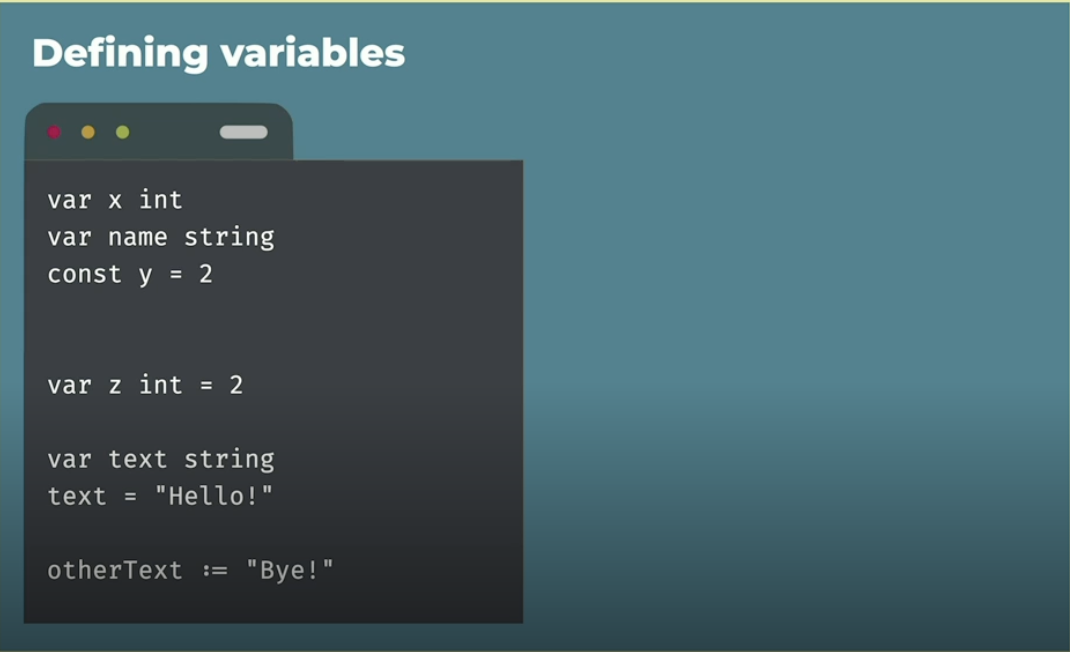 Defining variables
var x int
var name string
const y = 2
var z int = 2
var text string
text = "Hello!"
otherText := "Bye!"